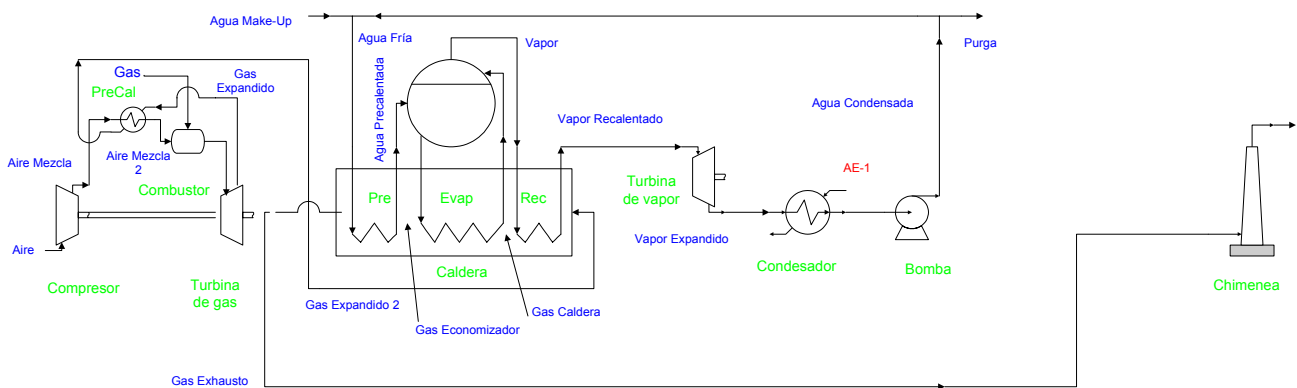 Agua Make-Up
Agua Fría
Vapor
Purga
Gas
Gas
Expandido
PreCal
Agua Precalentada
Agua Condensada
Vapor Recalentado
Aire Mezcla
Aire Mezcla
2
Combustor
AE-1
Turbina
de vapor
Pre
Evap
Rec
Aire
Vapor Expandido
Caldera
Condesador
Bomba
Compresor
Turbina
de gas
Chimenea
Gas Expandido 2
Gas Caldera
Gas Economizador
Gas Exhausto